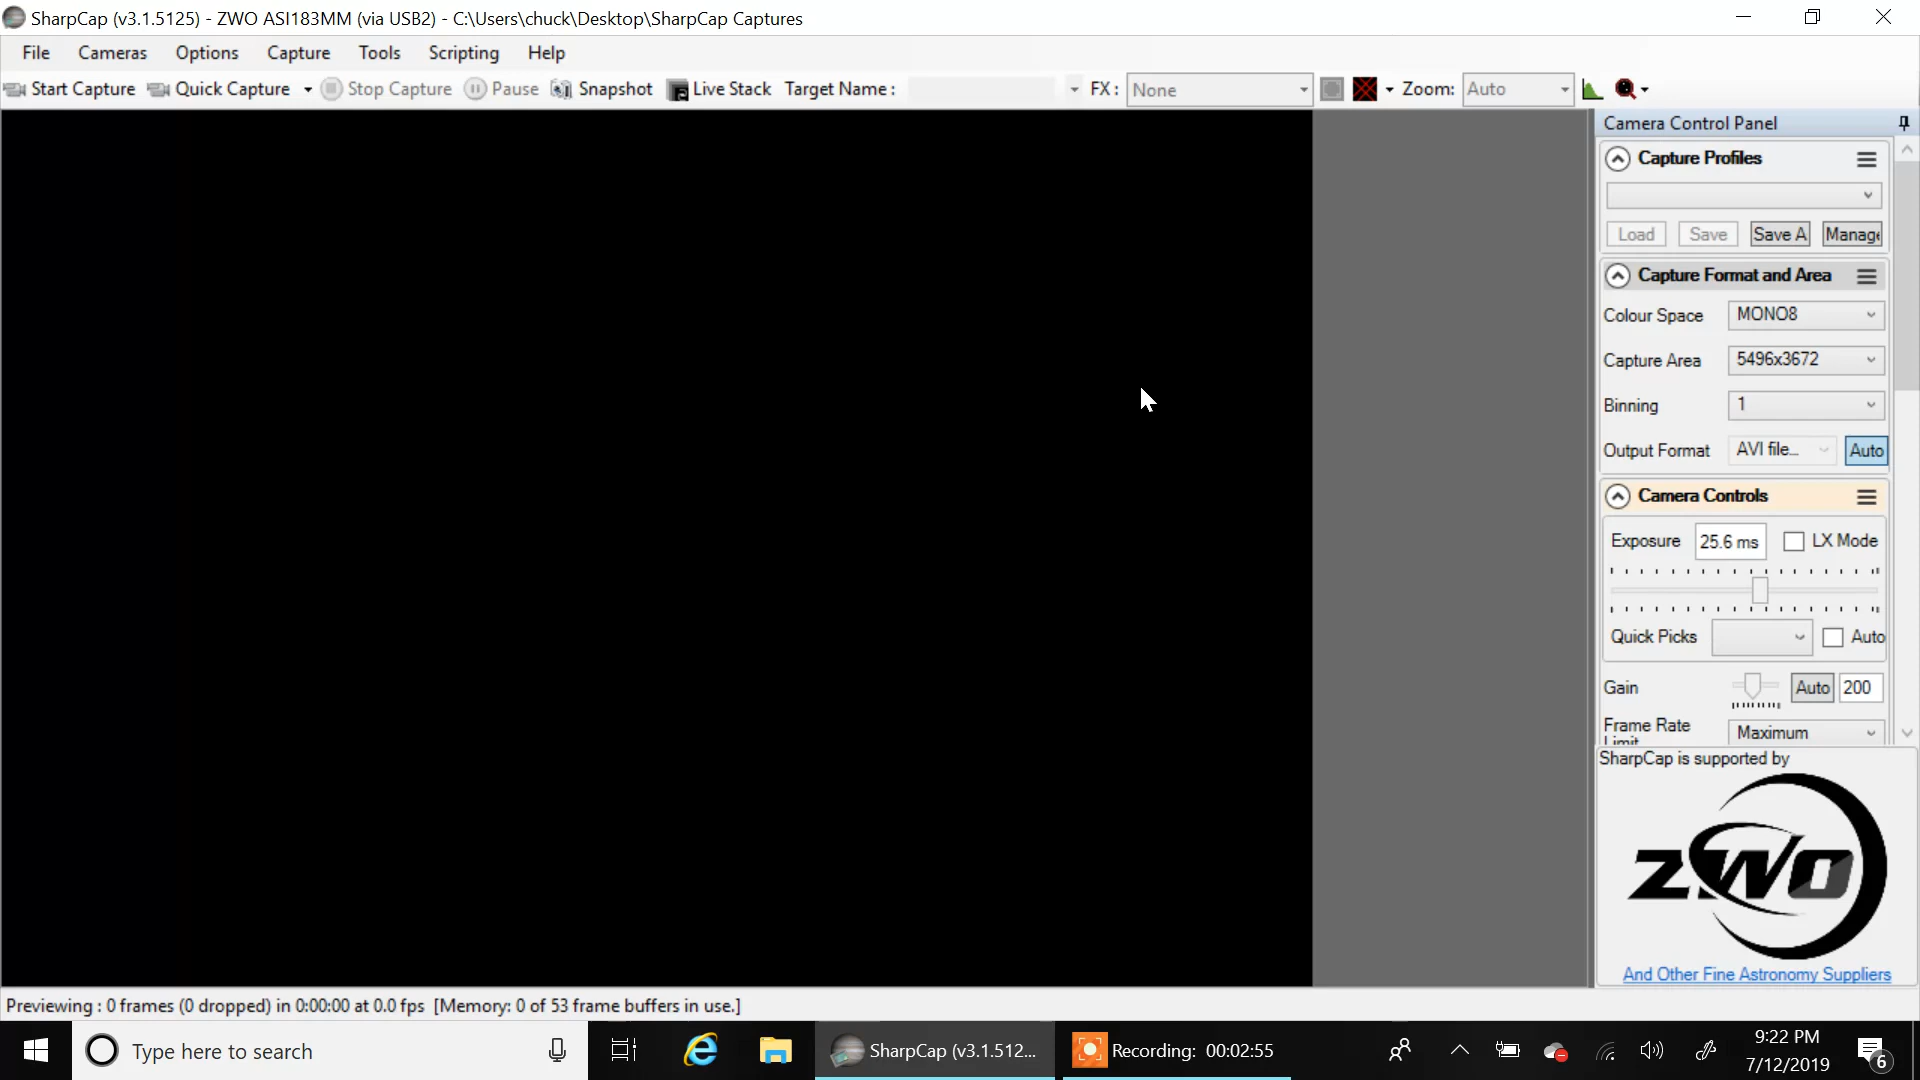 SharpCap (v3.1.5125) - ZWO ASI183MM (via USB2) - C:\Users\chuck\Desktop\SharpCap Captures
File Cameras Options Capture Tools Scripting Help
Start Capture Quick Capture Stop Capture Pause Snapshot Live Stack Target Name : FX : None Zoom: Auto
Camera Control Panel
Capture Profiles
Load Save Save A Manage
Capture Format and Area
Colour Space MONO8
Capture Area 5496x3672
Binning 1
Output Format AVI file... Auto
Camera Controls
Exposure 25.6 ms LX Mode
Quick Picks Auto
Gain Auto 200
Frame Rate Limit Maximum
SharpCap is supported by
ZWO
And Other Fine Astronomy Suppliers
Previewing : 0 frames (0 dropped) in 0:00:00 at 0.0 fps [Memory: 0 of 53 frame buffers in use.]
Type here to search
SharpCap (v3.1.512...
Recording: 00:02:55
9:22 PM
7/12/2019
6